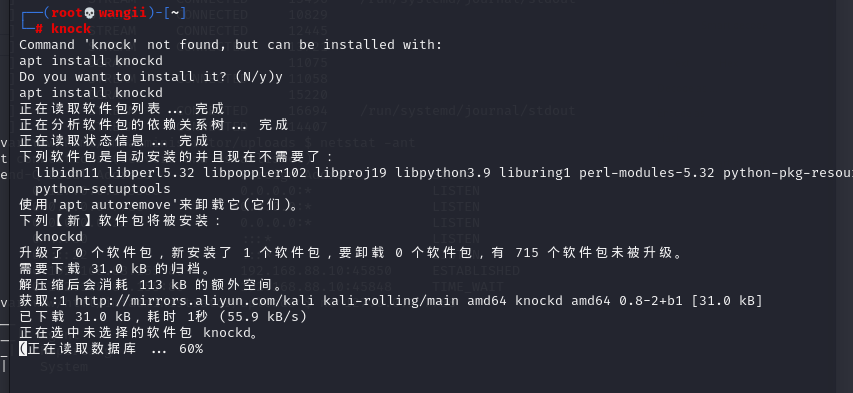 ┌──(root💀wangii)-[~]
└─# knock
Command 'knock' not found, but can be installed with:
apt install knockd
Do you want to install it? (N/y)y
apt install knockd
正在读取软件包列表... 完成
正在分析软件包的依赖关系树... 完成
正在读取状态信息... 完成
下列软件包是自动安装的并且现在不需要了：
  libidn11 libperl5.32 libpoppler102 libproj19 libpython3.9 liburing1 perl-modules-5.32 python-pkg-resou
  python-setuptools
使用'apt autoremove'来卸载它(它们)。
下列【新】软件包将被安装：
  knockd
升级了 0 个软件包，新安装了 1 个软件包，要卸载 0 个软件包，有 715 个软件包未被升级。
需要下载 31.0 kB 的归档。
解压缩后会消耗 113 kB 的额外空间。
获取:1 http://mirrors.aliyun.com/kali kali-rolling/main amd64 knockd amd64 0.8-2+b1 [31.0 kB]
已下载 31.0 kB，耗时 1秒 (55.9 kB/s)
正在选中未选择的软件包 knockd。
(正在读取数据库 ... 60%